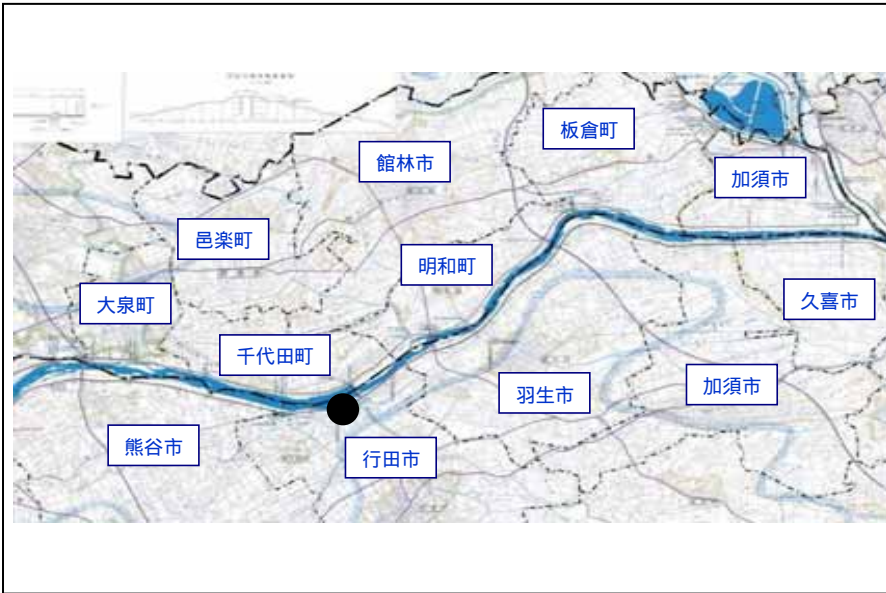 板倉町
館林市
加須市
邑楽町
明和町
大泉町
久喜市
千代田町
羽生市
加須市
熊谷市
行田市